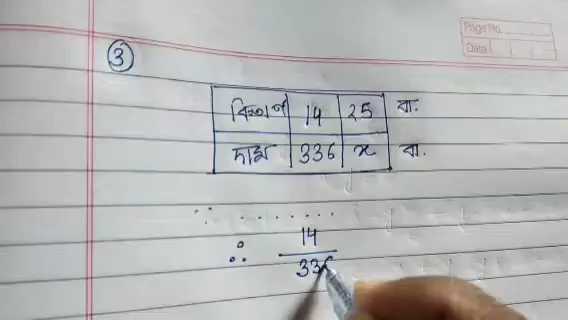 Page No.
Date
3
14 25 বা.
দাম 336 x বা.
∵ .......
∴ 14
336